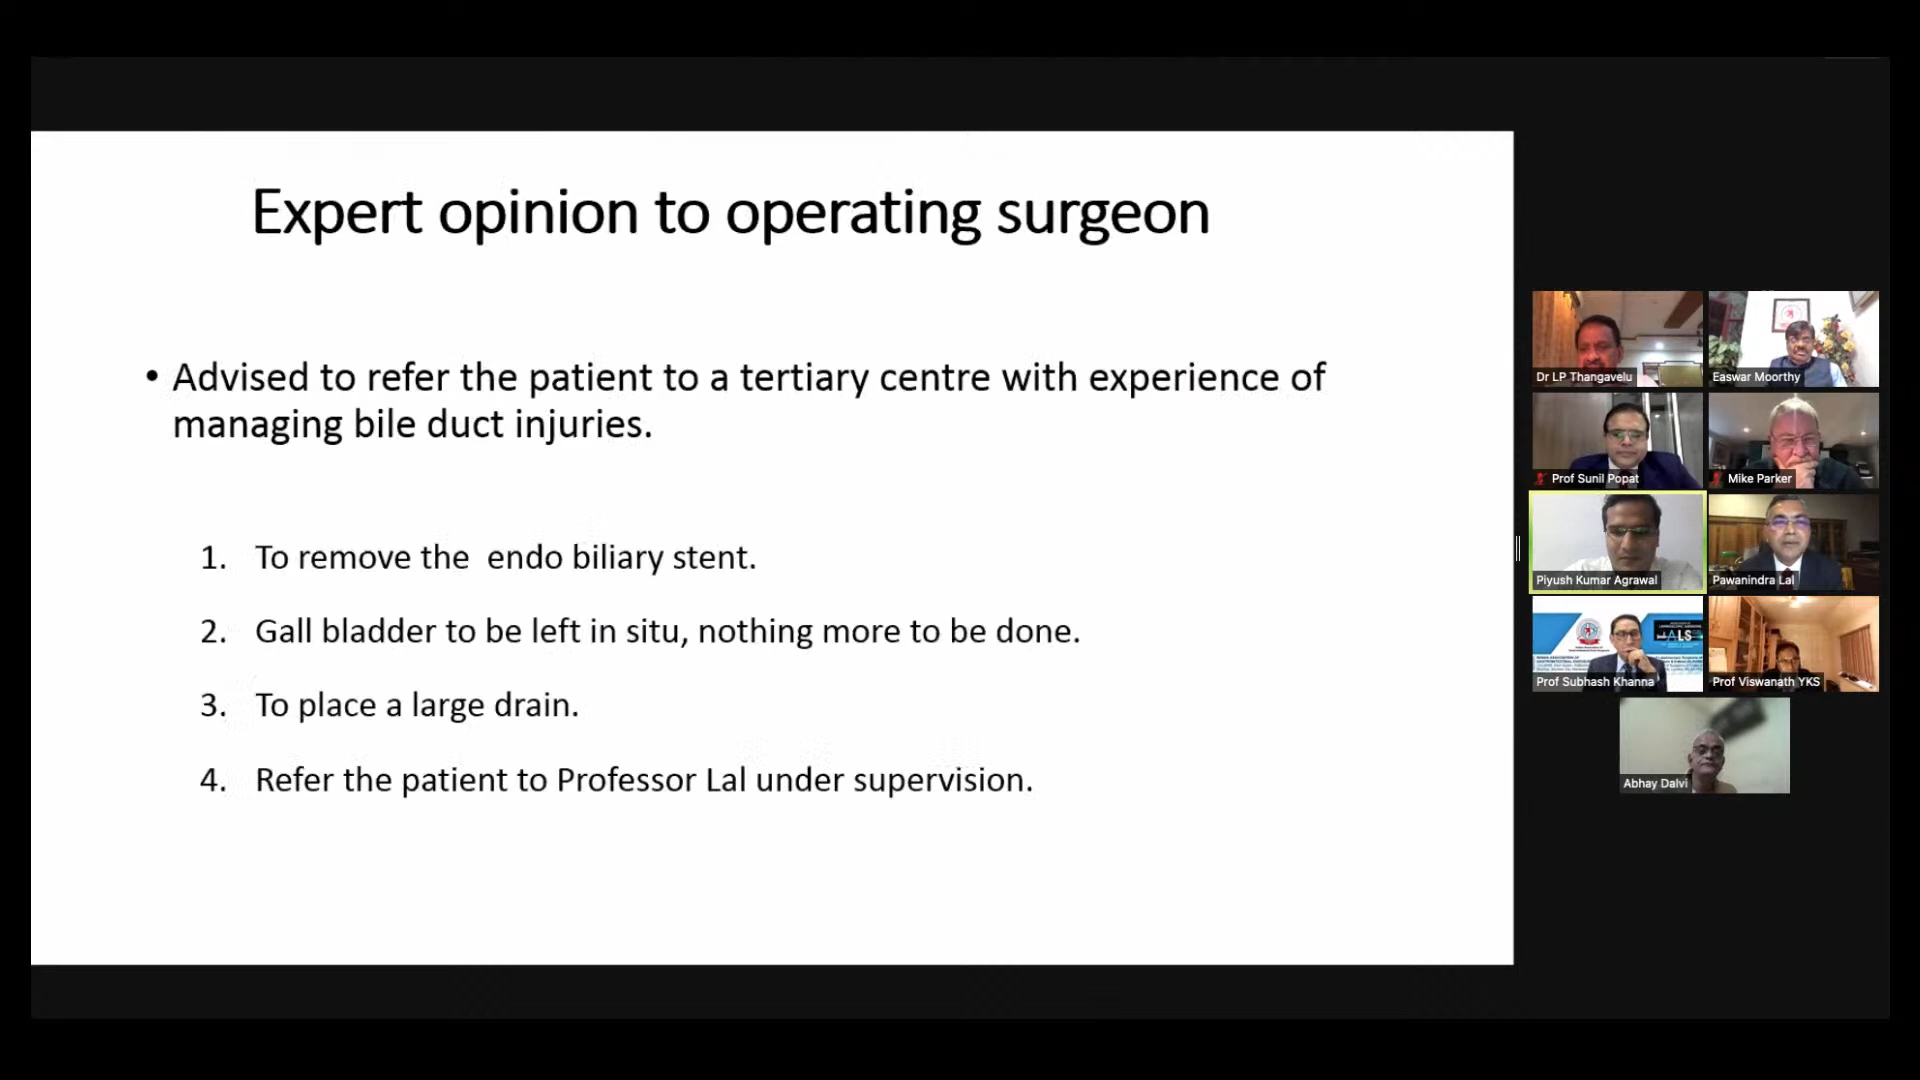 Expert opinion to operating surgeon
• Advised to refer the patient to a tertiary centre with experience of
managing bile duct injuries.
1. To remove the  endo biliary stent.
2. Gall bladder to be left in situ, nothing more to be done.
3. To place a large drain.
4. Refer the patient to Professor Lal under supervision.
Dr LP Thangavelu
Easwar Moorthy
Prof Sunil Popat
Mike Parker
Piyush Kumar Agrawal
Pawanindra Lal
ALS
Prof Subhash Khanna
Prof Viswanath YKS
Abhay Dalvi